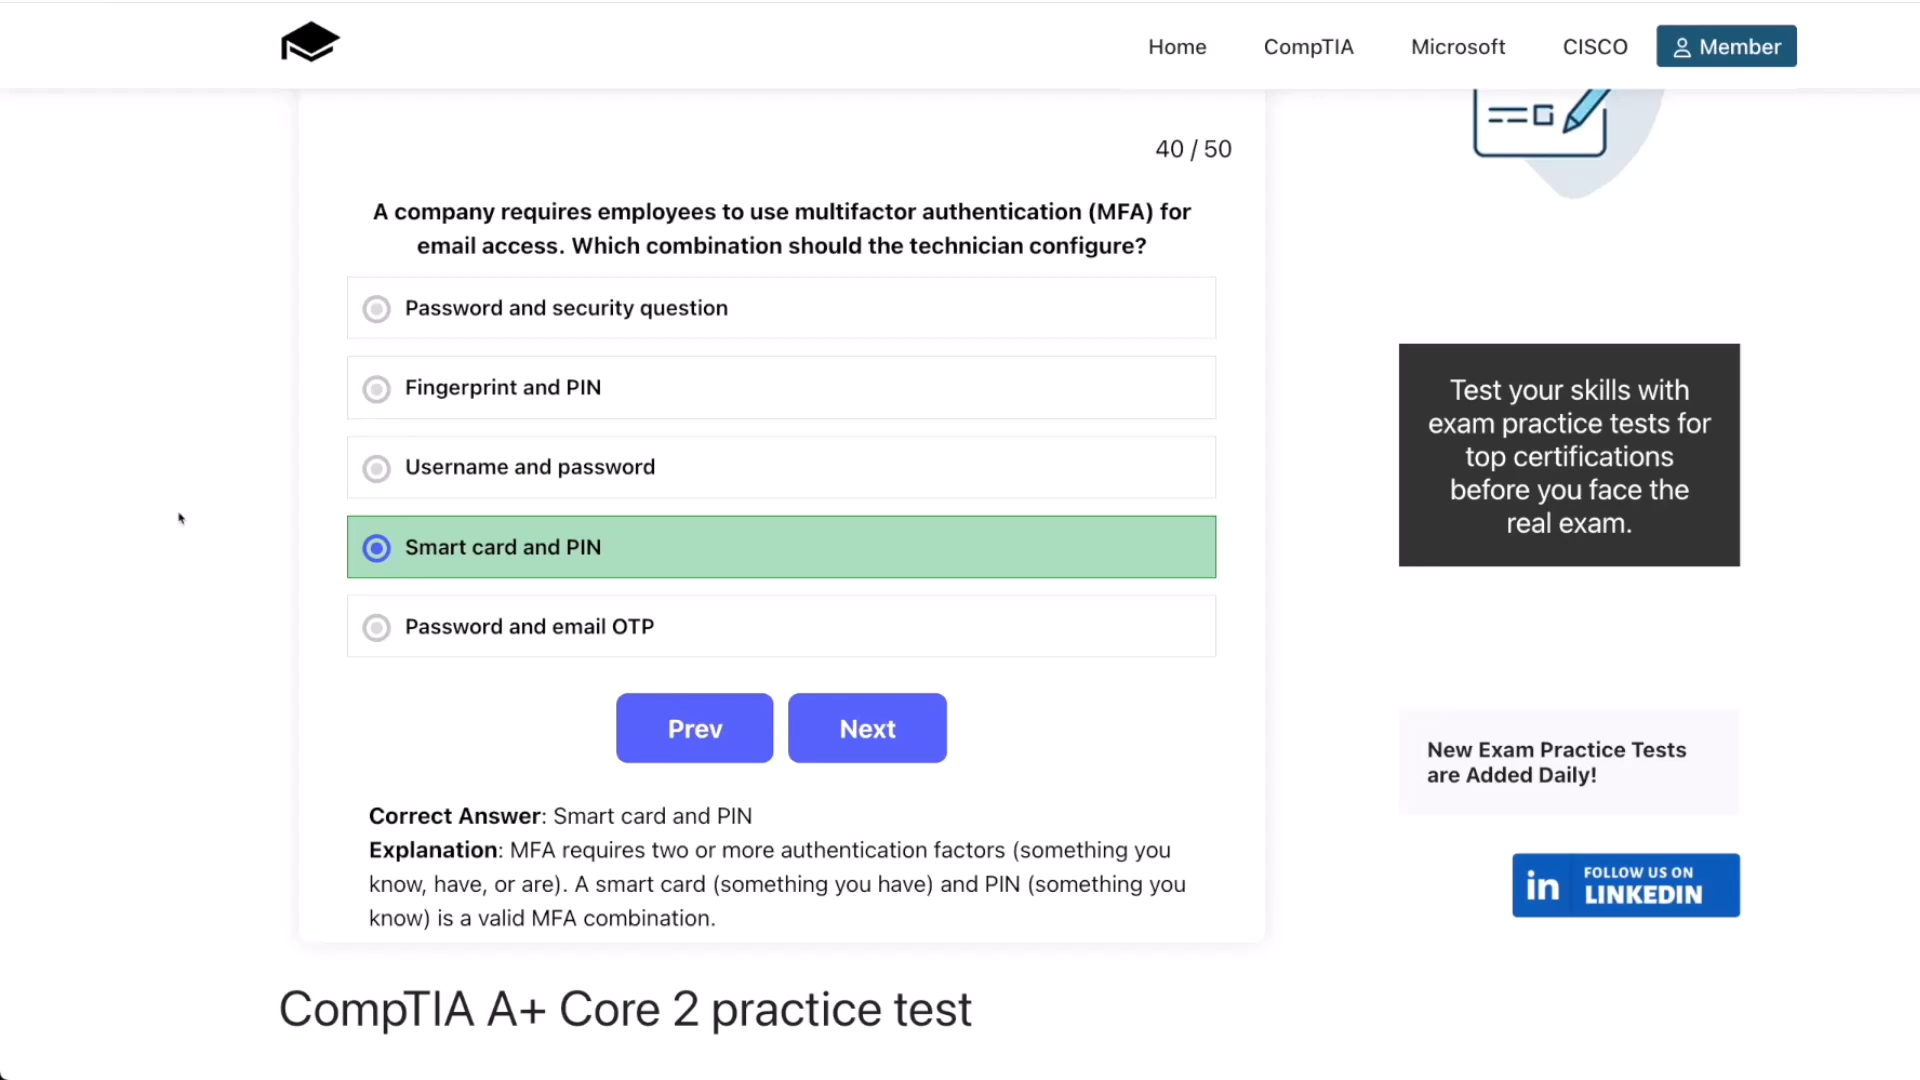 Home
CompTIA
Microsoft
CISCO
Member
40 / 50
A company requires employees to use multifactor authentication (MFA) for
email access. Which combination should the technician configure?
Password and security question
Fingerprint and PIN
Username and password
Smart card and PIN
Password and email OTP
Prev
Next
Correct Answer: Smart card and PIN
Explanation: MFA requires two or more authentication factors (something you
know, have, or are). A smart card (something you have) and PIN (something you
know) is a valid MFA combination.
CompTIA A+ Core 2 practice test
Test your skills with
exam practice tests for
top certifications
before you face the
real exam.
New Exam Practice Tests
are Added Daily!
in
FOLLOW US ON
LINKEDIN